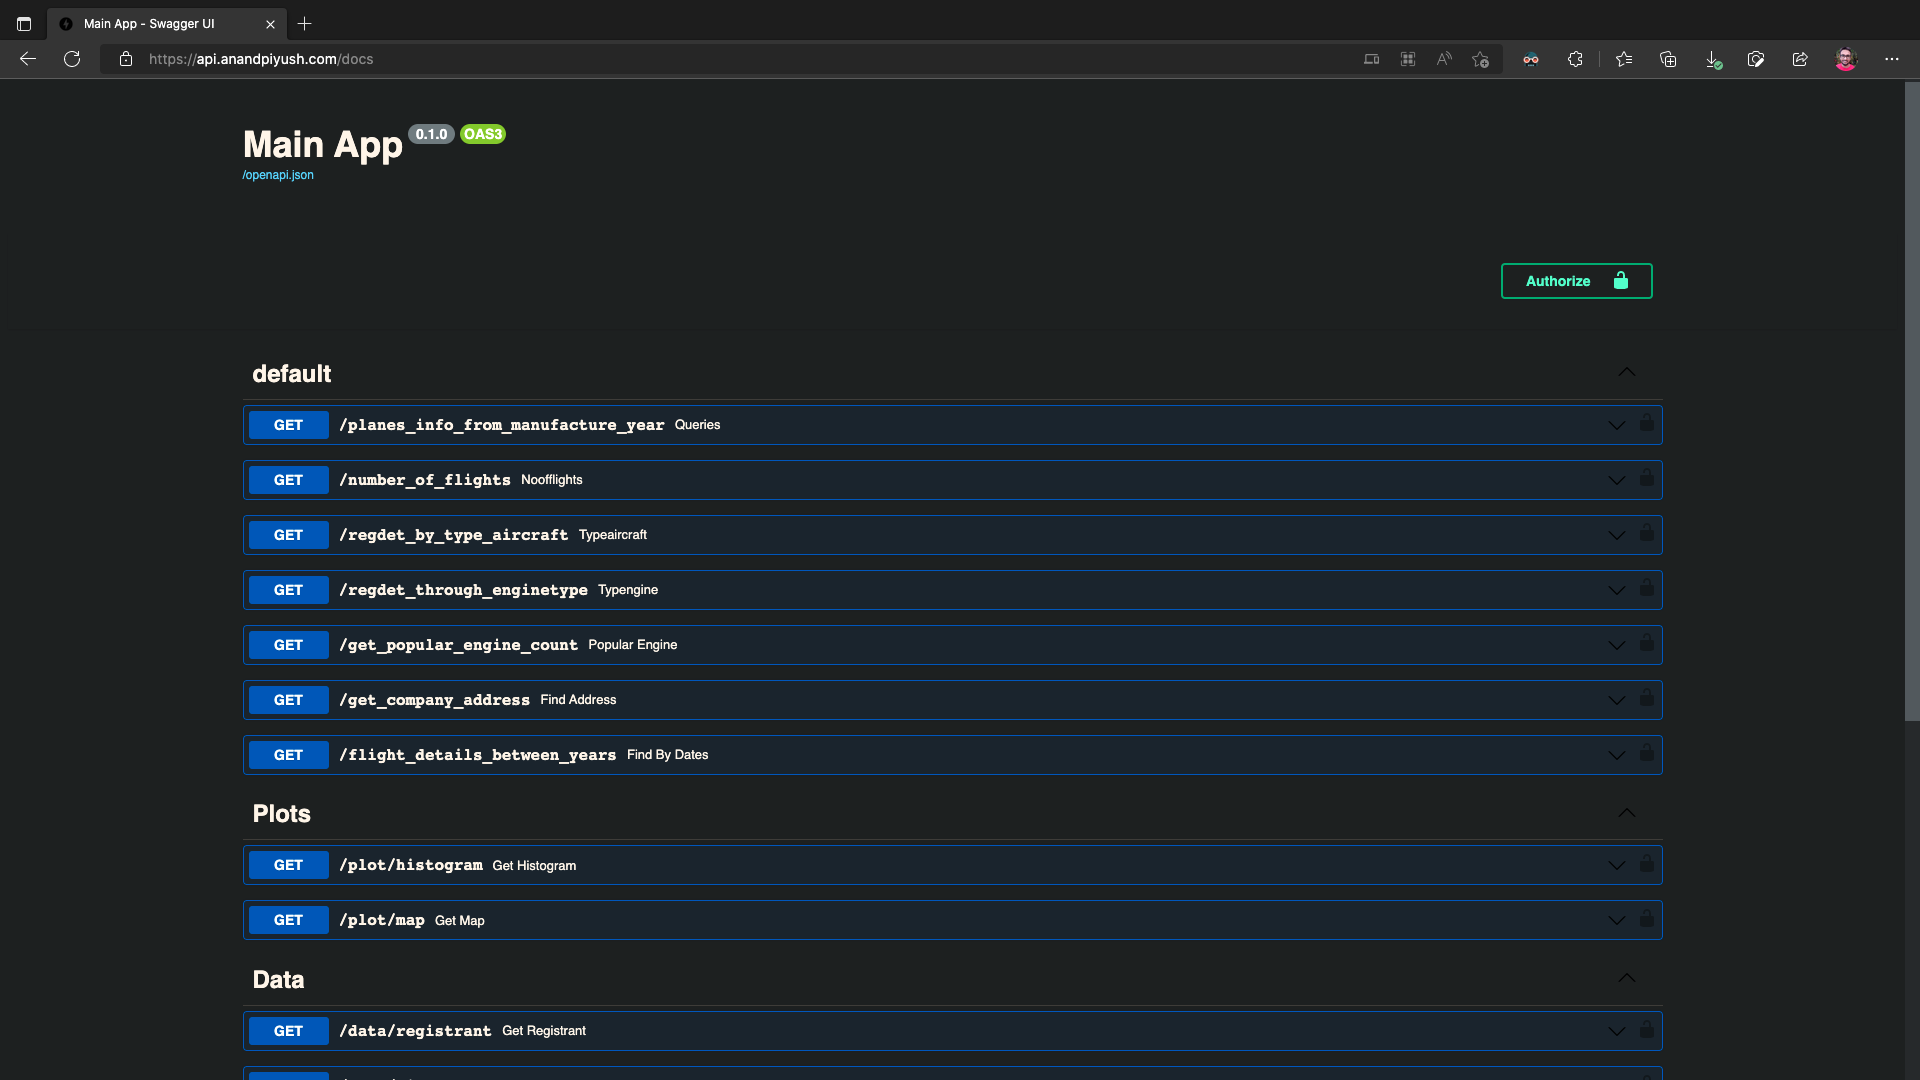 Main App - Swagger UI
https://api.anandpiyush.com/docs
Main App 0.1.0 OAS3
/openapi.json
Authorize
default
GET /planes_info_from_manufacture_year Queries
GET /number_of_flights Noofflights
GET /regdet_by_type_aircraft Typeaircraft
GET /regdet_through_enginetype Typengine
GET /get_popular_engine_count Popular Engine
GET /get_company_address Find Address
GET /flight_details_between_years Find By Dates
Plots
GET /plot/histogram Get Histogram
GET /plot/map Get Map
Data
GET /data/registrant Get Registrant